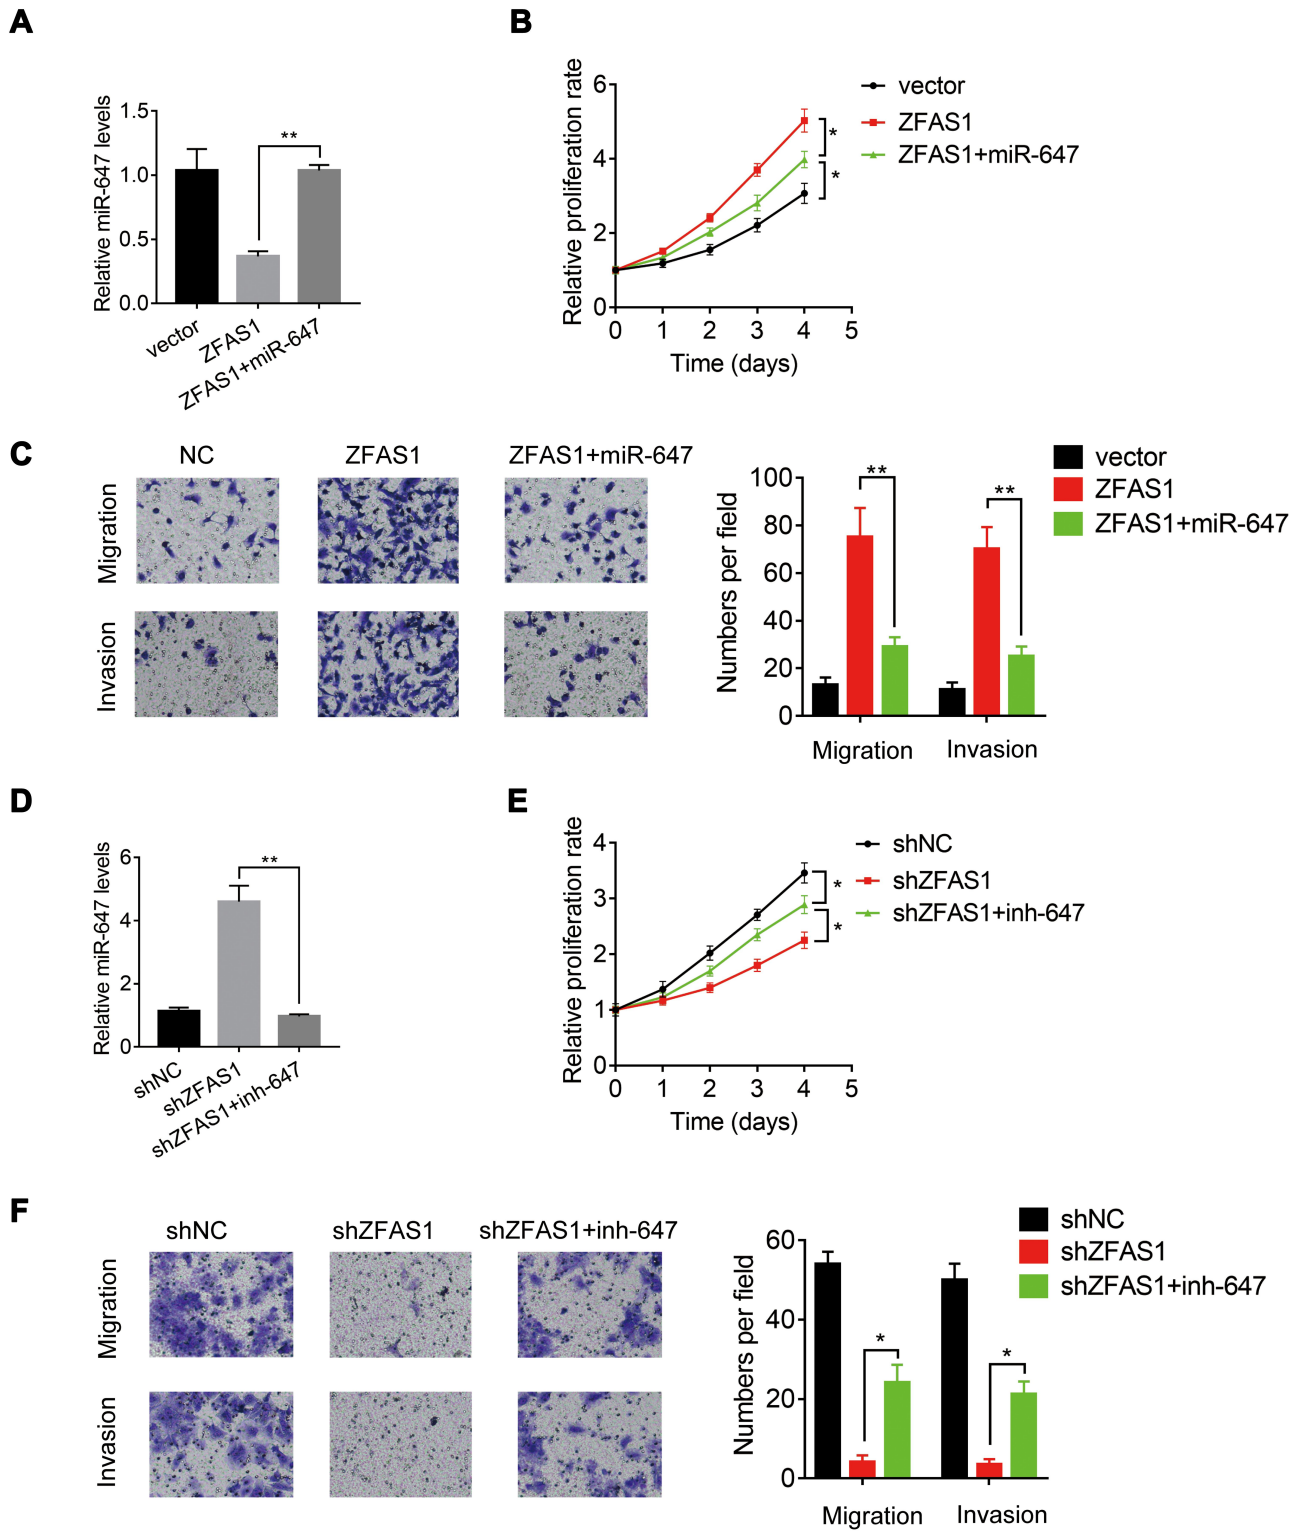 A
Relative miR-647 levels
1.5
1.0
0.5
0.0
**
vector
ZFAS1
ZFAS1+miR-647
B
Relative proliferation rate
6
4
2
0
0 1 2 3 4 5
Time (days)
*
*
vector
ZFAS1
ZFAS1+miR-647
C
NC ZFAS1 ZFAS1+miR-647
Migration
Invasion
Numbers per field
100
80
60
40
20
0
** **
Migration Invasion
vector
ZFAS1
ZFAS1+miR-647
D
Relative miR-647 levels
6
4
2
0
**
shNC
shZFAS1
shZFAS1+inh-647
E
Relative proliferation rate
4
3
2
1
0
0 1 2 3 4 5
Time (days)
*
*
shNC
shZFAS1
shZFAS1+inh-647
F
shNC shZFAS1 shZFAS1+inh-647
Migration
Invasion
Numbers per field
60
40
20
0
* *
Migration Invasion
shNC
shZFAS1
shZFAS1+inh-647